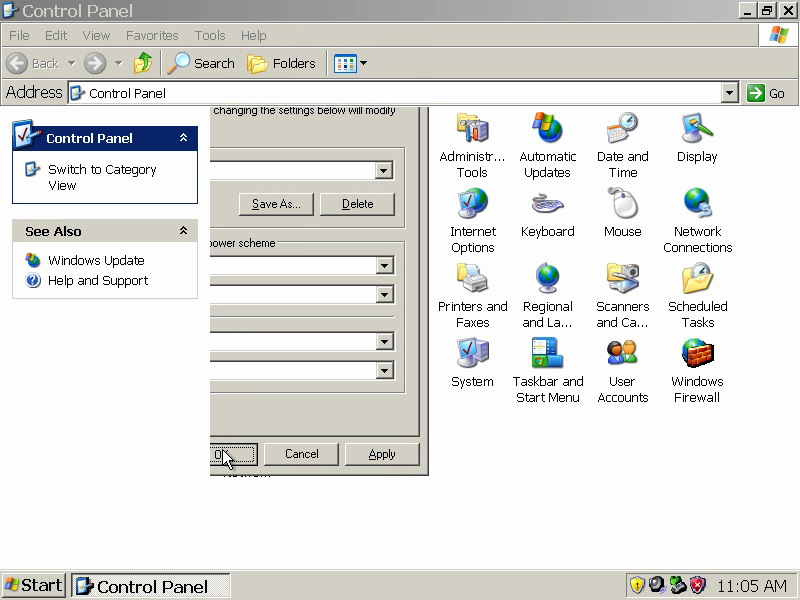 Control Panel
File Edit View Favorites Tools Help
Back Search Folders
Address Control Panel Go
Control Panel
Switch to Category
View
See Also
Windows Update
Help and Support
changing the settings below will modify
Save As... Delete
power scheme
Cancel Apply
Administr...
Tools
Automatic
Updates
Date and
Time
Display
Internet
Options
Keyboard
Mouse
Network
Connections
Printers and
Faxes
Regional
and La...
Scanners
and Ca...
Scheduled
Tasks
System
Taskbar and
Start Menu
User
Accounts
Windows
Firewall
Start Control Panel 11:05 AM